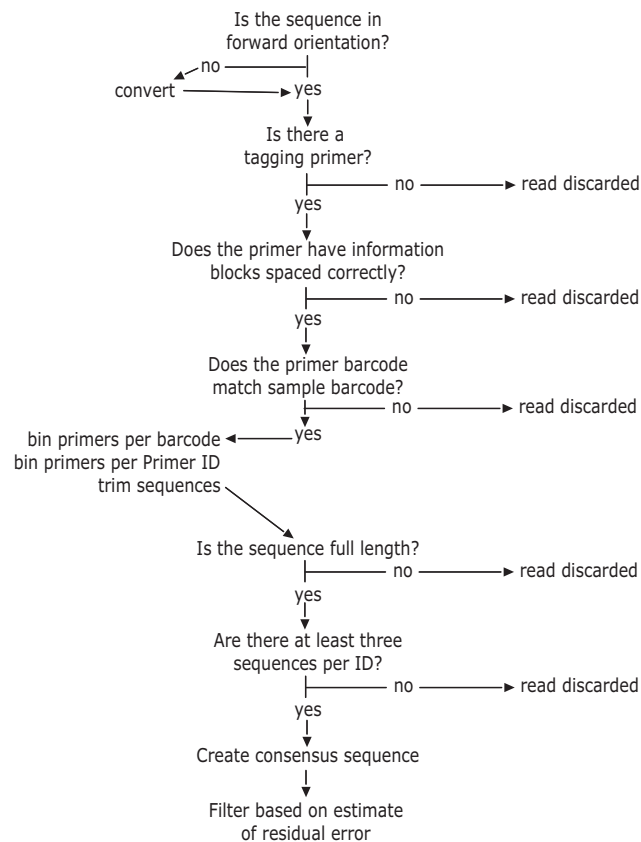 Is the sequence in
forward orientation?
no
convert
yes
Is there a
tagging primer?
no
read discarded
yes
Does the primer have information
blocks spaced correctly?
no
read discarded
yes
Does the primer barcode
match sample barcode?
no
read discarded
yes
bin primers per barcode
bin primers per Primer ID
trim sequences
Is the sequence full length?
no
read discarded
yes
Are there at least three
sequences per ID?
no
read discarded
yes
Create consensus sequence
Filter based on estimate
of residual error